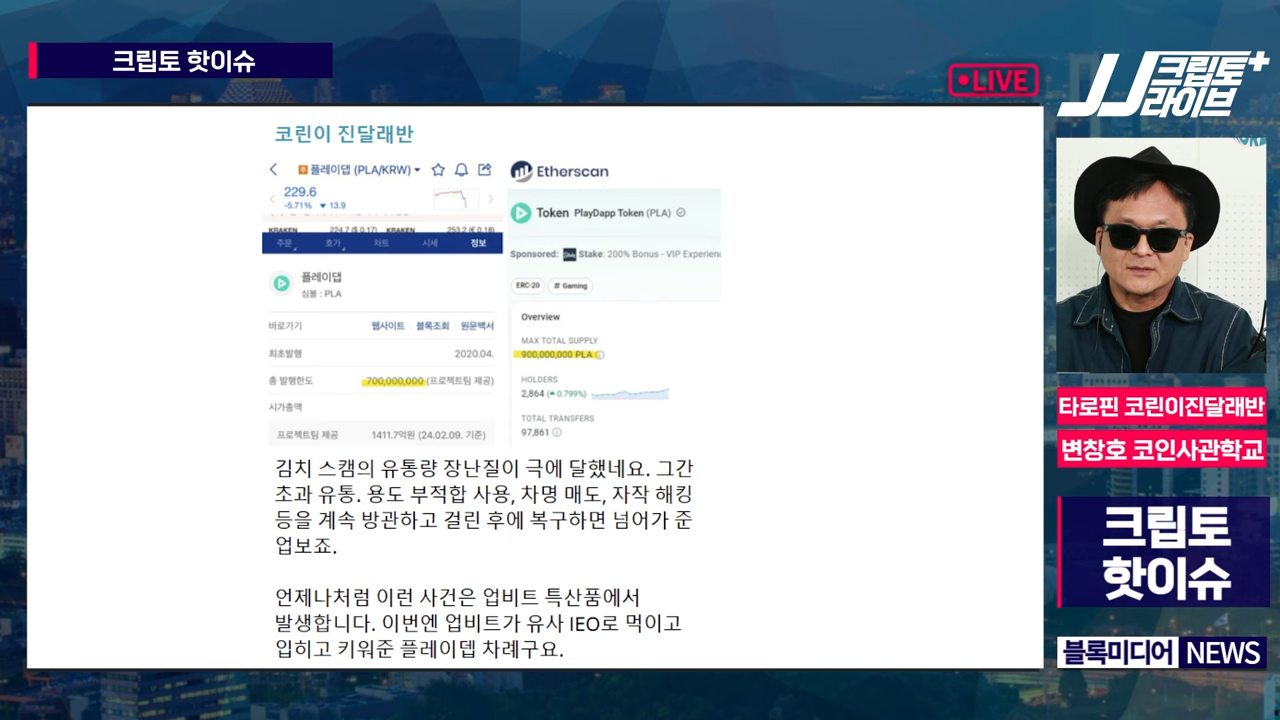 크립토 핫이슈
LIVE
JJ 크립토+
라이브
코린이 진달래반
플레이댑 (PLA/KRW)
229.6
-5.71% ▼ 13.9
KRAKEN 224.7 ($ 0.17) KRAKEN 253.2 (€ 0.18)
주문 호가 차트 시세 정보
플레이댑
심볼 : PLA
바로가기 웹사이트 블록조회 원문백서
최초발행 2020.04.
총 발행한도 700,000,000 (프로젝트팀 제공)
시가총액
프로젝트팀 제공 1411.7억원 (24.02.09. 기준)
Etherscan
Token PlayDapp Token (PLA)
Sponsored: Stake: 200% Bonus - VIP Experien
ERC-20 # Gaming
Overview
MAX TOTAL SUPPLY
900,000,000 PLA
HOLDERS
2,864 (▲ 0.799%)
TOTAL TRANSFERS
97,861
김치 스캠의 유통량 장난질이 극에 달했네요. 그간
초과 유통. 용도 부적합 사용, 차명 매도, 자작 해킹
등을 계속 방관하고 걸린 후에 복구하면 넘어가 준
업보죠.
언제나처럼 이런 사건은 업비트 특산품에서
발생합니다. 이번엔 업비트가 유사 IEO로 먹이고
입히고 키워준 플레이뎁 차례구요.
타로핀 코린이진달래반
변창호 코인사관학교
크립토
핫이슈
블록미디어 NEWS